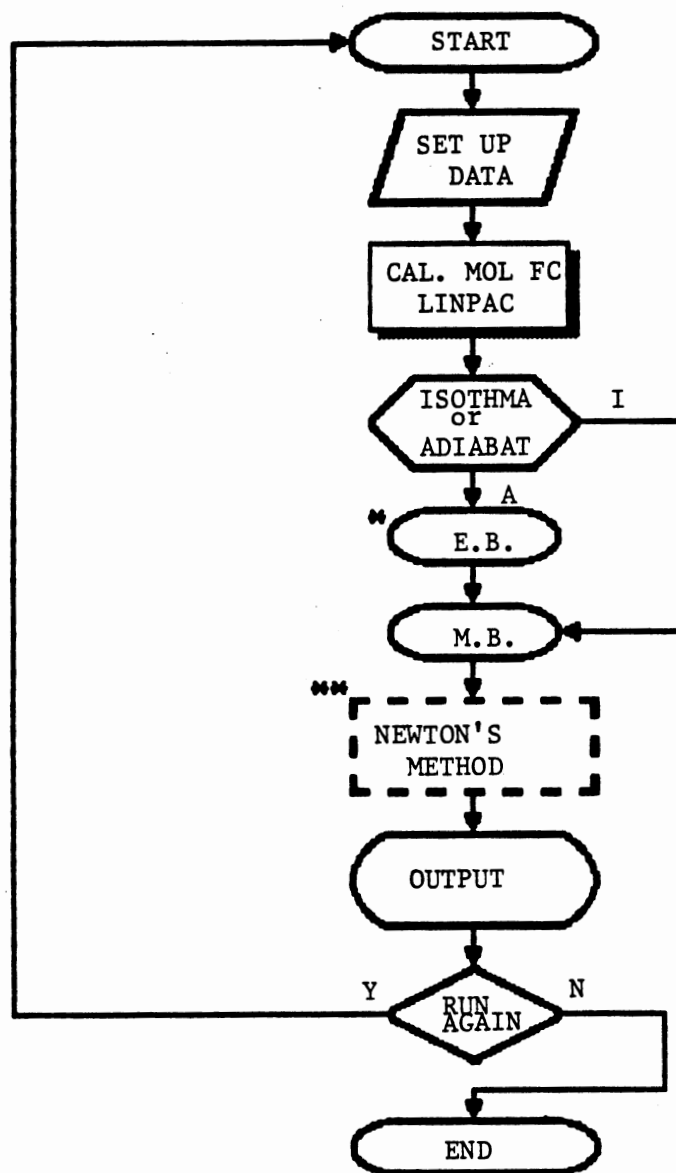 START
SET UP
DATA
CAL. MOL FC
LINPAC
ISOTHMA
or
ADIABAT
I
A
*
E.B.
M.B.
**
NEWTON'S
METHOD
OUTPUT
Y
RUN
AGAIN
N
END